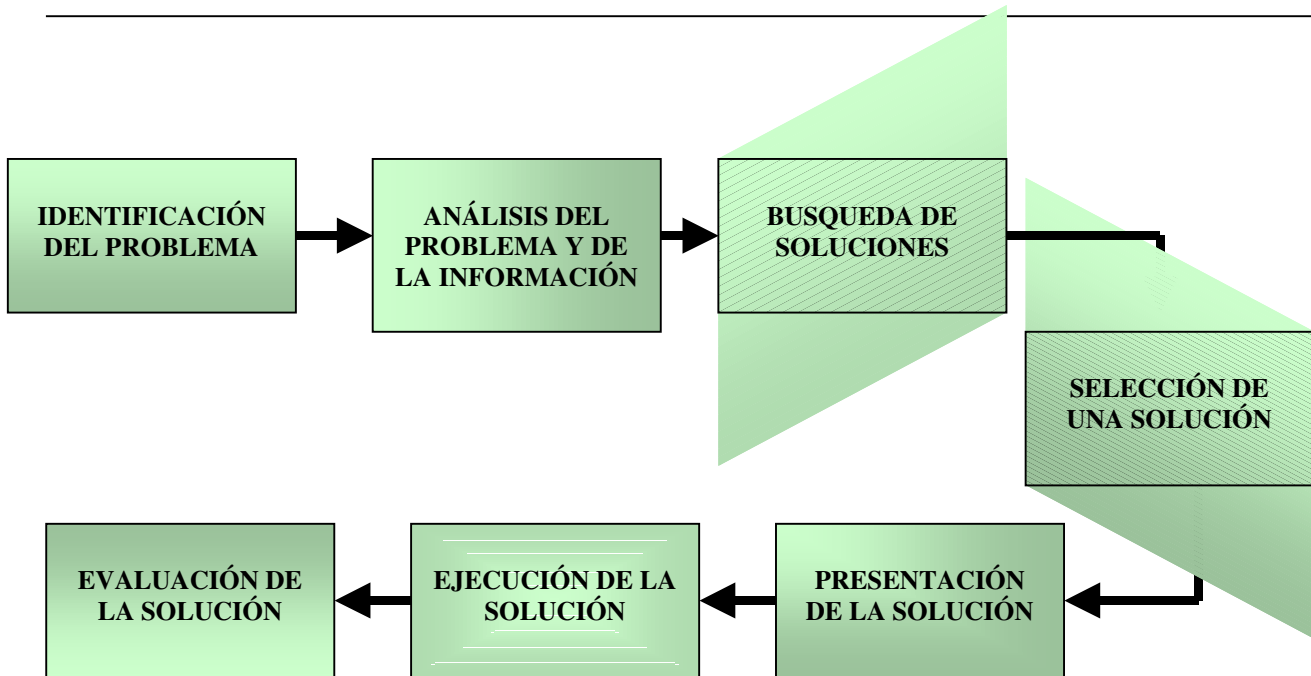 IDENTIFICACIÓN
DEL PROBLEMA
ANÁLISIS DEL
PROBLEMA Y DE
LA INFORMACIÓN
BUSQUEDA DE
SOLUCIONES
SELECCIÓN DE
UNA SOLUCIÓN
PRESENTACIÓN
DE LA SOLUCIÓN
EJECUCIÓN DE LA
SOLUCIÓN
EVALUACIÓN DE
LA SOLUCIÓN